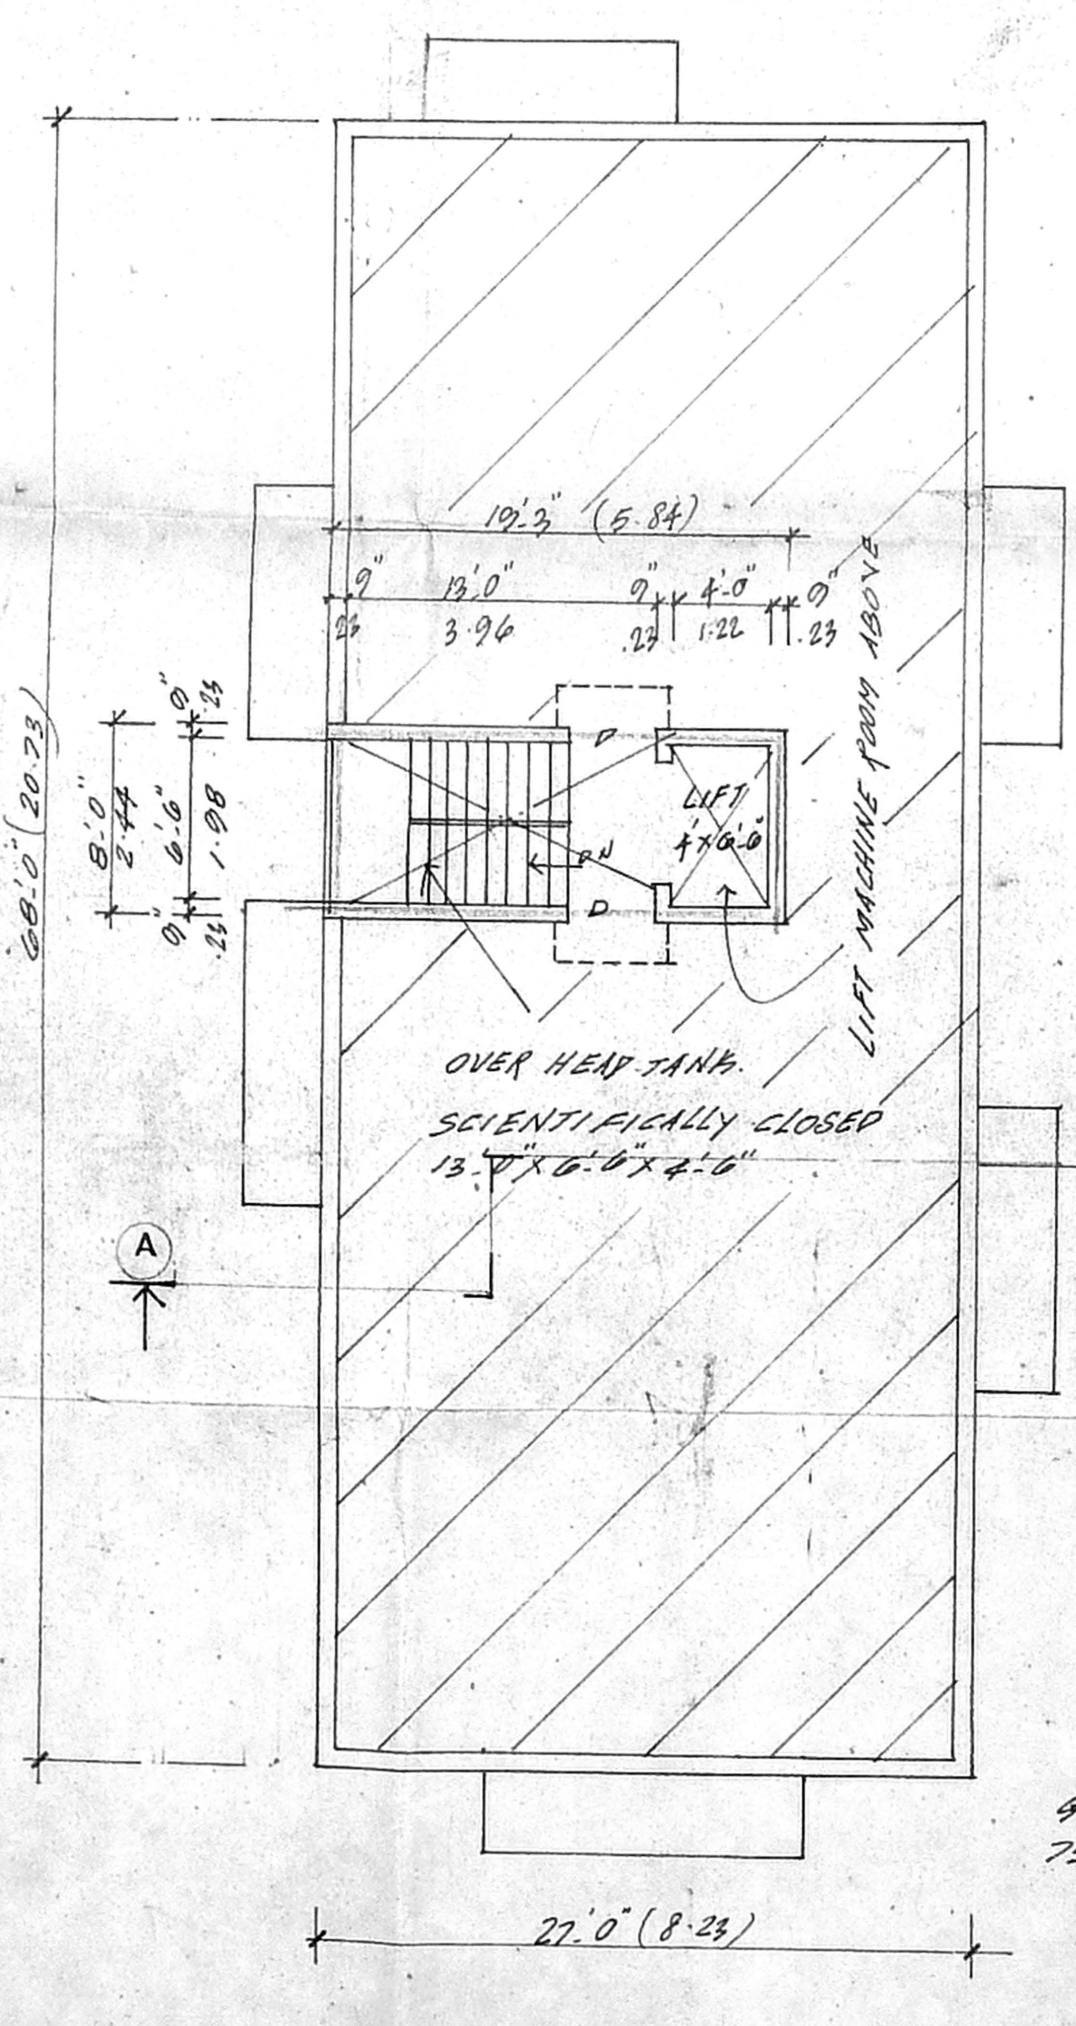 19'-3" (5.84)
9" 13'-0" 9" 4'-0" 9"
.23 3.96 .23 1.22 .23
LIFT MACHINE ROOM ABOVE
68'-0" (20.73)
8'-0"
2.44
9" 6'-6" 9"
.23 1.98 .23
D
LIFT
4'X6'-6"
DN
D
OVER HEAD TANK.
SCIENTIFICALLY CLOSED
13'-0"X6'-6"X4'-6"
A
27'-0" (8.23)